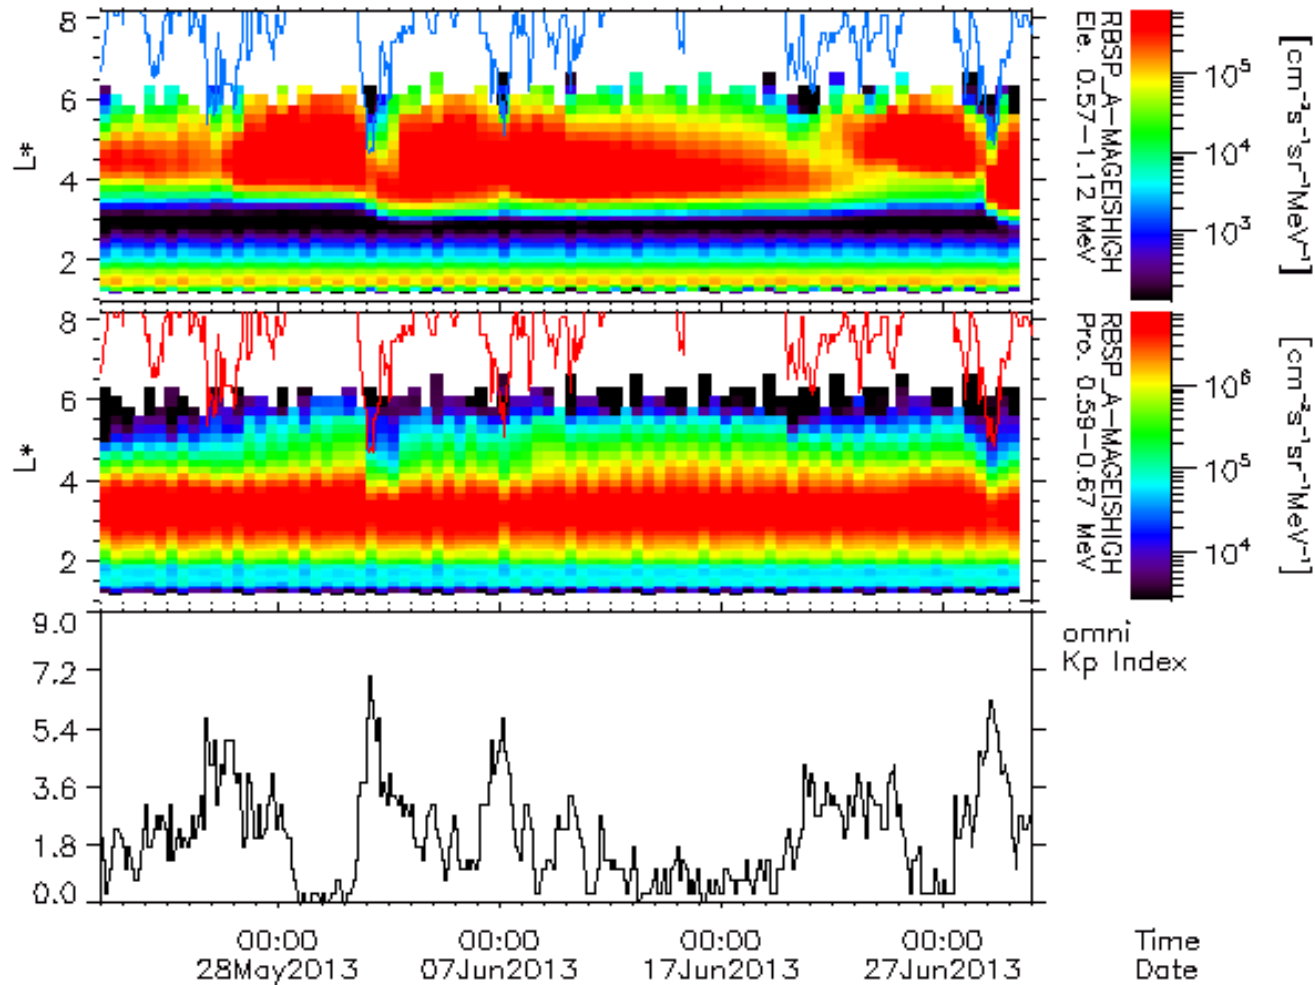 8
6
4
2
L*
RBSP_A-MAGEISHIGH
Ele. 0.57-1.12 MeV
10⁵
10⁴
10³
[cm⁻²s⁻¹sr⁻¹MeV⁻¹]
8
6
4
2
L*
RBSP_A-MAGEISHIGH
Pro. 0.59-0.67 MeV
10⁶
10⁵
10⁴
[cm⁻²s⁻¹sr⁻¹MeV⁻¹]
9.0
7.2
5.4
3.6
1.8
0.0
omni
Kp Index
00:00 00:00 00:00 00:00 Time
28May2013 07Jun2013 17Jun2013 27Jun2013 Date